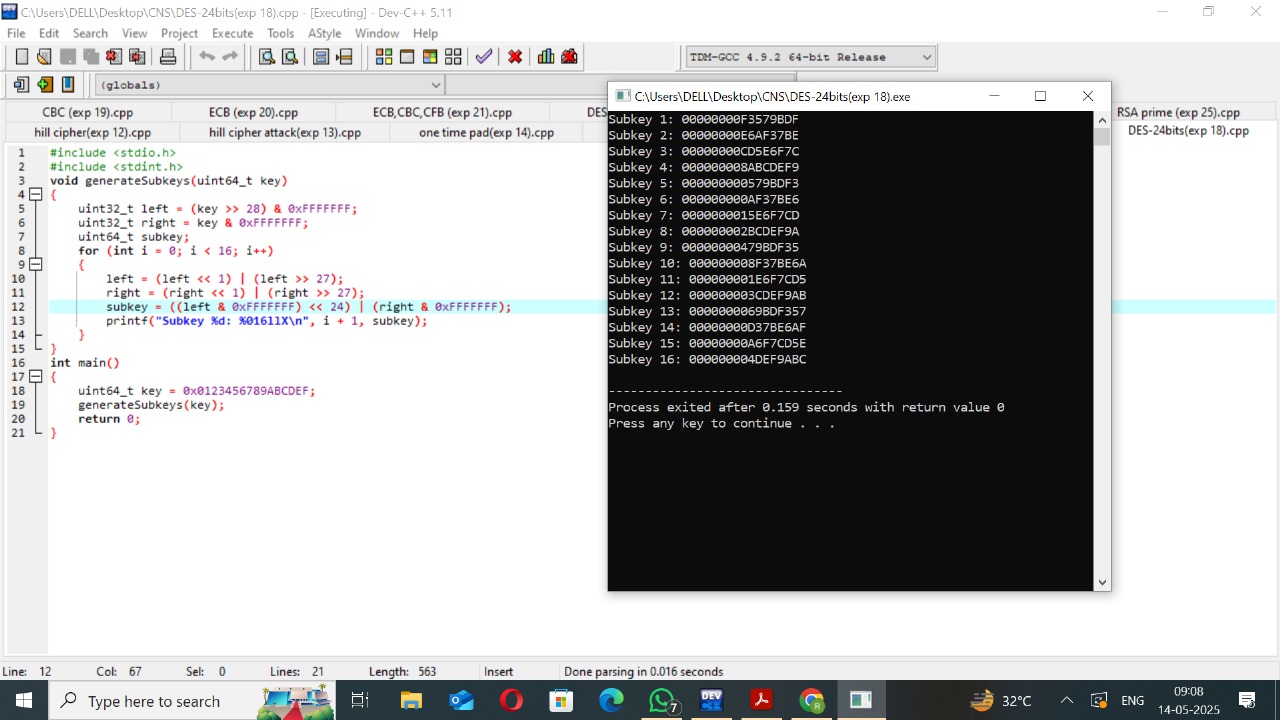 C:\Users\DELL\Desktop\CNS\DES-24bits(exp 18).cpp - [Executing] - Dev-C++ 5.11
File Edit Search View Project Execute Tools AStyle Window Help
TDM-GCC 4.9.2 64-bit Release
(globals)
CBC (exp 19).cpp ECB (exp 20).cpp ECB,CBC,CFB (exp 21).cpp DES RSA prime (exp 25).cpp
hill cipher(exp 12).cpp hill cipher attack(exp 13).cpp one time pad(exp 14).cpp DES-24bits(exp 18).cpp
1 #include <stdio.h>
2 #include <stdint.h>
3 void generateSubkeys(uint64_t key)
4 {
5 uint32_t left = (key >> 28) & 0xFFFFFFF;
6 uint32_t right = key & 0xFFFFFFF;
7 uint64_t subkey;
8 for (int i = 0; i < 16; i++)
9 {
10 left = (left << 1) | (left >> 27);
11 right = (right << 1) | (right >> 27);
12 subkey = ((left & 0xFFFFFFF) << 24) | (right & 0xFFFFFFF);
13 printf("Subkey %d: %016llX\n", i + 1, subkey);
14 }
15 }
16 int main()
17 {
18 uint64_t key = 0x0123456789ABCDEF;
19 generateSubkeys(key);
20 return 0;
21 }
C:\Users\DELL\Desktop\CNS\DES-24bits(exp 18).exe
Subkey 1: 00000000F3579BDF
Subkey 2: 00000000E6AF37BE
Subkey 3: 00000000CD5E6F7C
Subkey 4: 000000008ABCDEF9
Subkey 5: 000000000579BDF3
Subkey 6: 000000000AF37BE6
Subkey 7: 0000000015E6F7CD
Subkey 8: 000000002BCDEF9A
Subkey 9: 00000000479BDF35
Subkey 10: 000000008F37BE6A
Subkey 11: 000000001E6F7CD5
Subkey 12: 000000003CDEF9AB
Subkey 13: 0000000069BDF357
Subkey 14: 00000000D37BE6AF
Subkey 15: 00000000A6F7CD5E
Subkey 16: 000000004DEF9ABC
--------------------------------
Process exited after 0.159 seconds with return value 0
Press any key to continue . . .
Line: 12 Col: 67 Sel: 0 Lines: 21 Length: 563 Insert Done parsing in 0.016 seconds
Type here to search
7
DEV
C++
32°C
ENG
09:08
14-05-2025